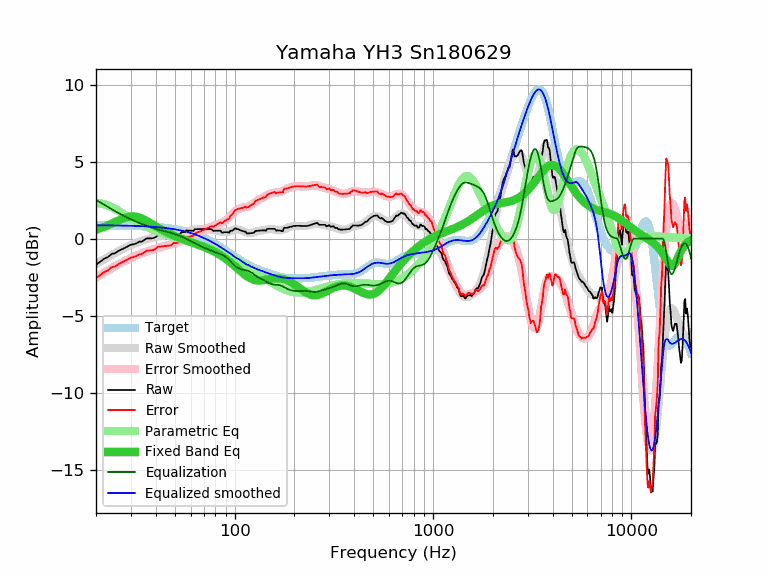 Yamaha YH3 Sn180629
10
5
0
−5
−10
−15
Amplitude (dBr)
Target
Raw Smoothed
Error Smoothed
Raw
Error
Parametric Eq
Fixed Band Eq
Equalization
Equalized smoothed
100
1000
10000
Frequency (Hz)